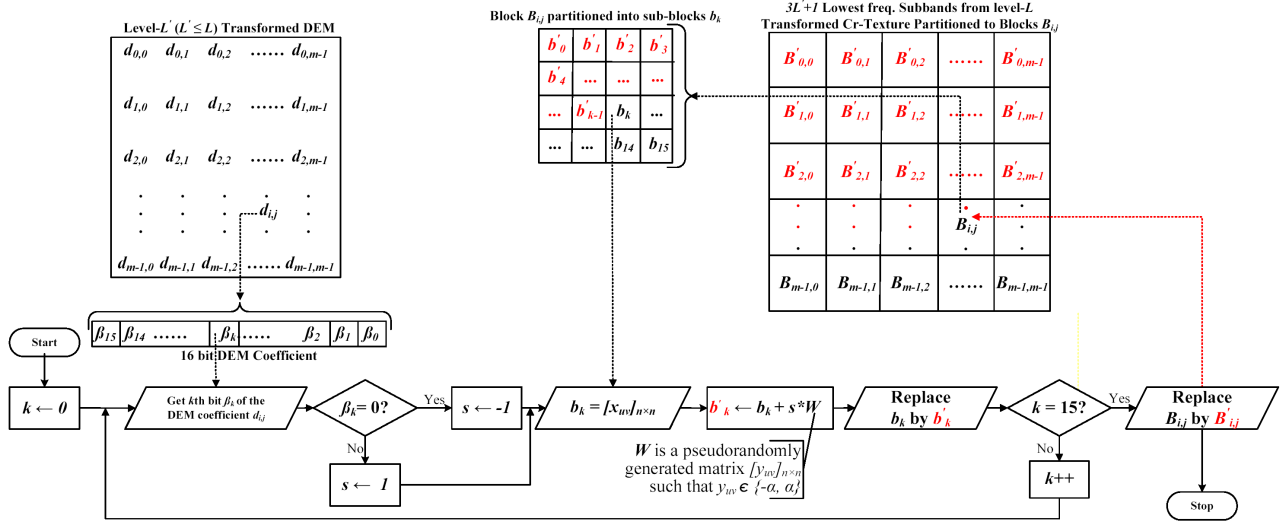 Level-L' (L' ≤ L) Transformed DEM
d0,0 d0,1 d0,2 ...... d0,m-1
d1,0 d1,1 d1,2 ...... d1,m-1
d2,0 d2,1 d2,2 ...... d2,m-1
. . . . .
. . . di,j .
. . . . .
dm-1,0 dm-1,1 dm-1,2 ...... dm-1,m-1
β15 β14 ...... βk ...... β2 β1 β0
16 bit DEM Coefficient
Block Bi,j partitioned into sub-blocks bk
b'0 b'1 b'2 b'3
b'4 ... ... ...
... b'k-1 bk ...
... ... b14 b15
3L'+1 Lowest freq. Subbands from level-L
Transformed Cr-Texture Partitioned to Blocks Bi,j
B'0,0 B'0,1 B'0,2 ...... B'0,m-1
B'1,0 B'1,1 B'1,2 ...... B'1,m-1
B'2,0 B'2,1 B'2,2 ...... B'2,m-1
. . . . .
. . . Bi,j .
. . . . .
Bm-1,0 Bm-1,1 Bm-1,2 ...... Bm-1,m-1
Start
k ← 0
Get kth bit βk of the
DEM coefficient di,j
βk = 0?
Yes
No
s ← -1
s ← 1
bk = [xuv]n×n
b'k ← bk + s*W
W is a pseudorandomly
generated matrix [yuv]n×n
such that yuv ϵ {-α, α}
Replace
bk by b'k
k = 15?
Yes
No
k++
Replace
Bi,j by B'i,j
Stop